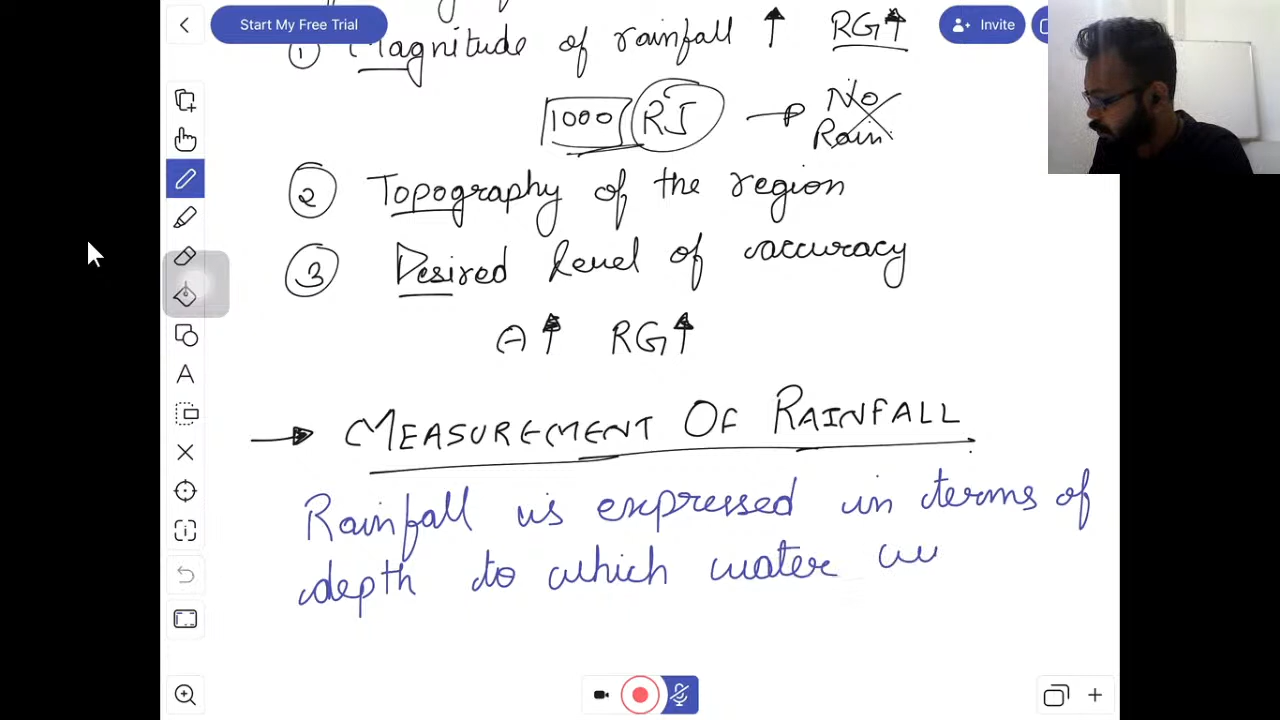 Start My Free Trial
Invite
① Magnitude of rainfall ↑ RG↑
1000 RJ → No Rain
② Topography of the region
③ Desired level of accuracy
A↑ RG↑
→ MEASUREMENT OF RAINFALL
Rainfall is expressed in terms of
depth to which water